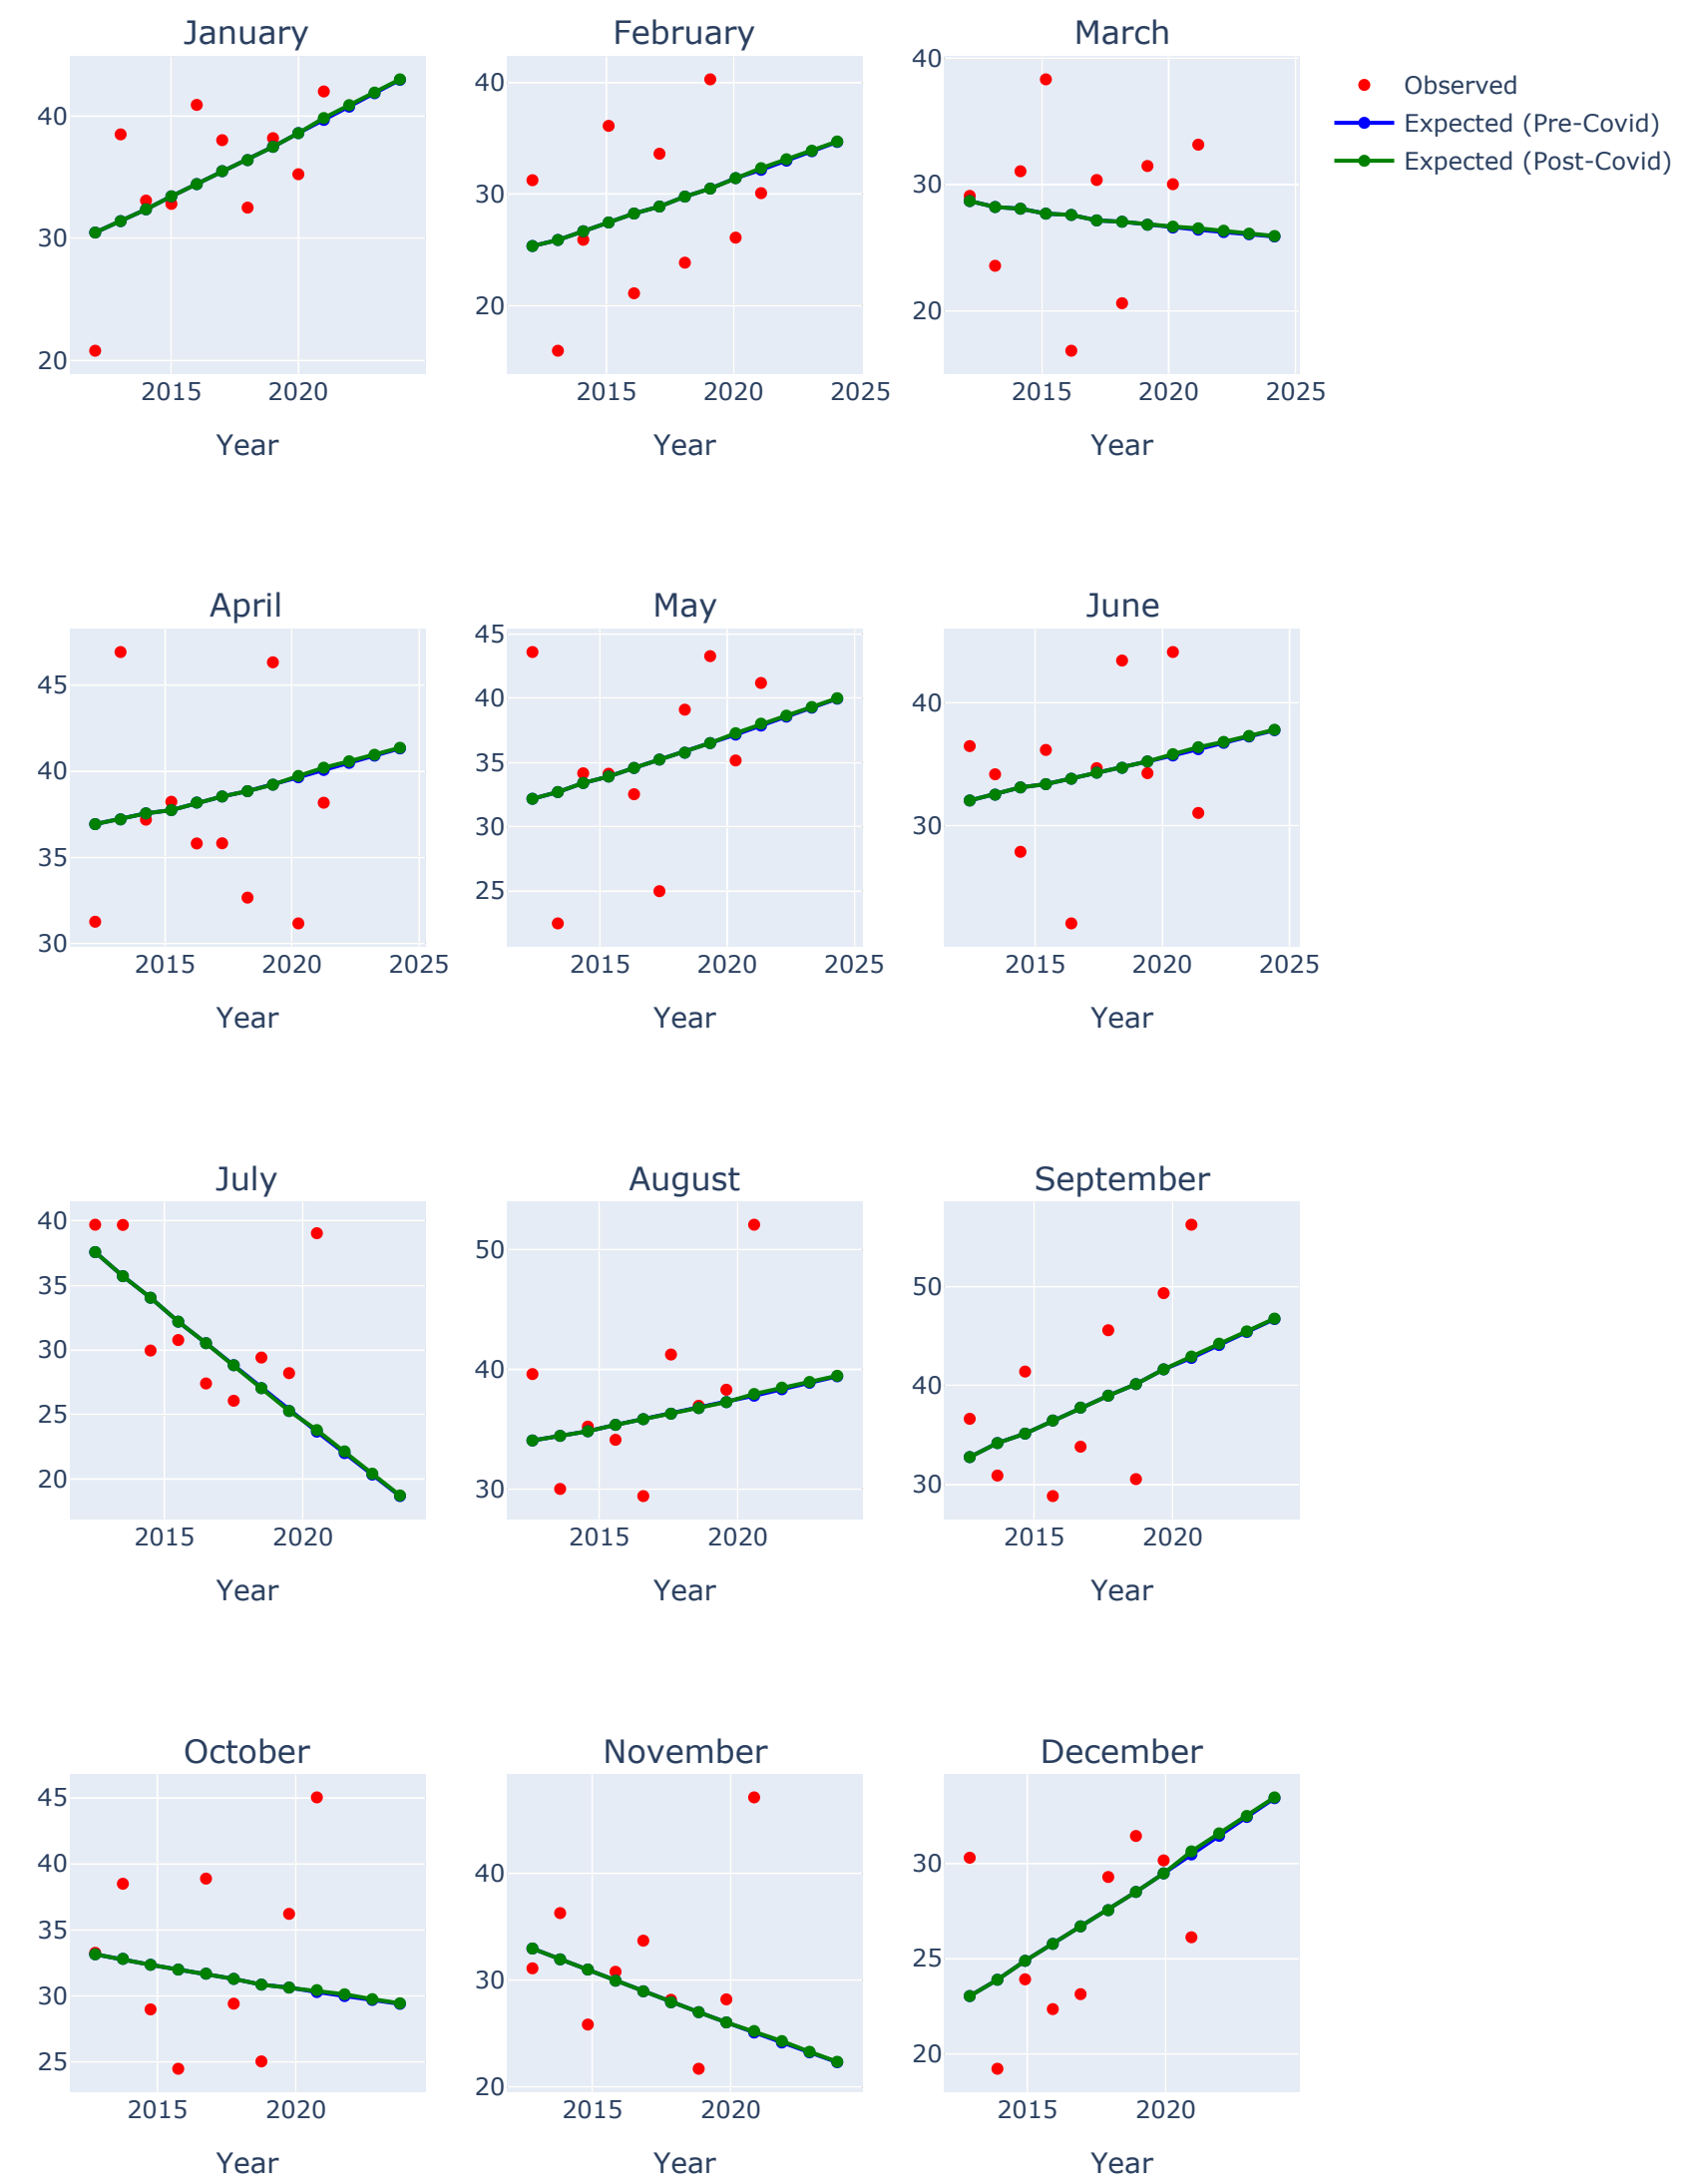 January February March
40
30
20
2015 2020
Year
40
30
20
2015 2020 2025
Year
40
30
20
2015 2020 2025
Year
Observed
Expected (Pre-Covid)
Expected (Post-Covid)
April May June
45
40
35
30
2015 2020 2025
Year
45
40
35
30
25
2015 2020 2025
Year
40
30
2015 2020 2025
Year
July August September
40
35
30
25
20
2015 2020
Year
50
40
30
2015 2020
Year
50
40
30
2015 2020
Year
October November December
45
40
35
30
25
2015 2020
Year
40
30
20
2015 2020
Year
30
25
20
2015 2020
Year